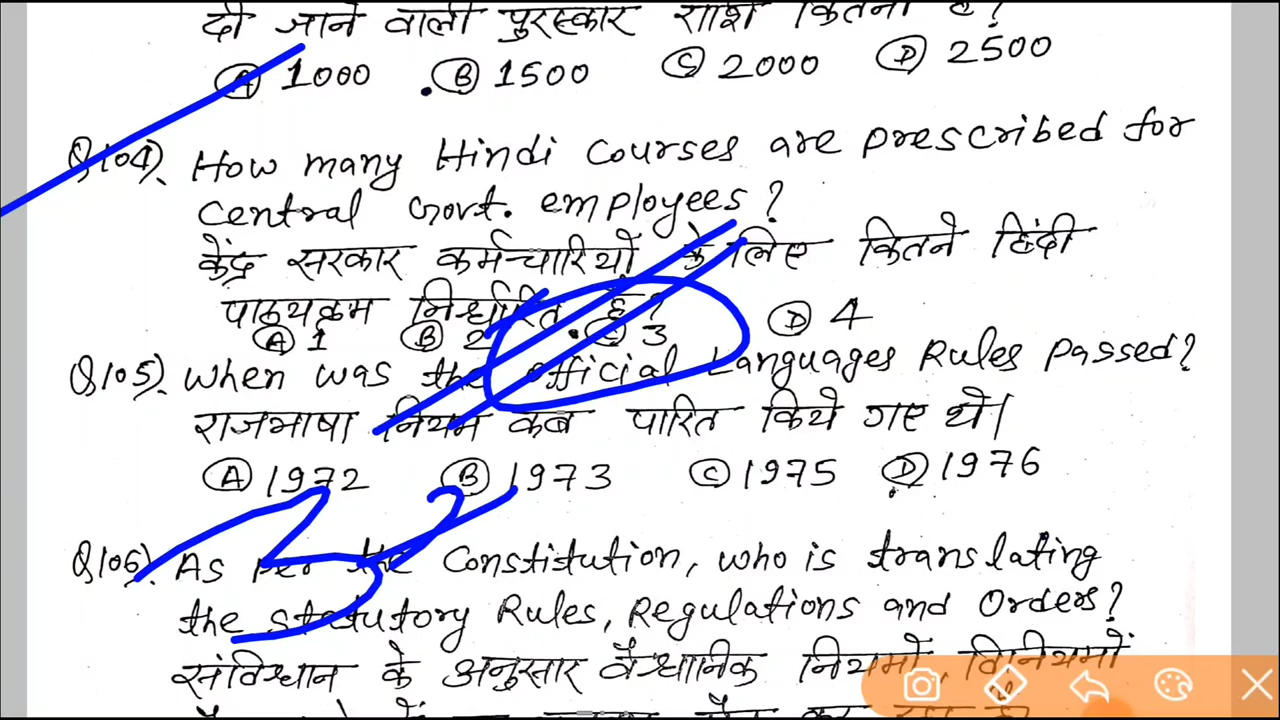 दी जाने वाली पुरस्कार राशि कितनी है?
Ⓐ 1000 Ⓑ 1500 Ⓒ 2000 Ⓓ 2500
Q104). How many Hindi Courses are prescribed for
Central Govt. employees?
केंद्र सरकार कर्मचारियों के लिए कितने हिंदी
पाठ्यक्रम निर्धारित है?
Ⓐ 1 Ⓑ 2 Ⓒ 3 Ⓓ 4
Q105). When was the official Languages Rules Passed?
राजभाषा नियम कब पारित किये गए थे।
Ⓐ 1972 Ⓑ 1973 Ⓒ 1975 Ⓓ 1976
3
Q106). As per the Constitution, who is translating
the statutory Rules, Regulations and Orders?
संविधान के अनुसार वैधानिक नियमों, विनियमों